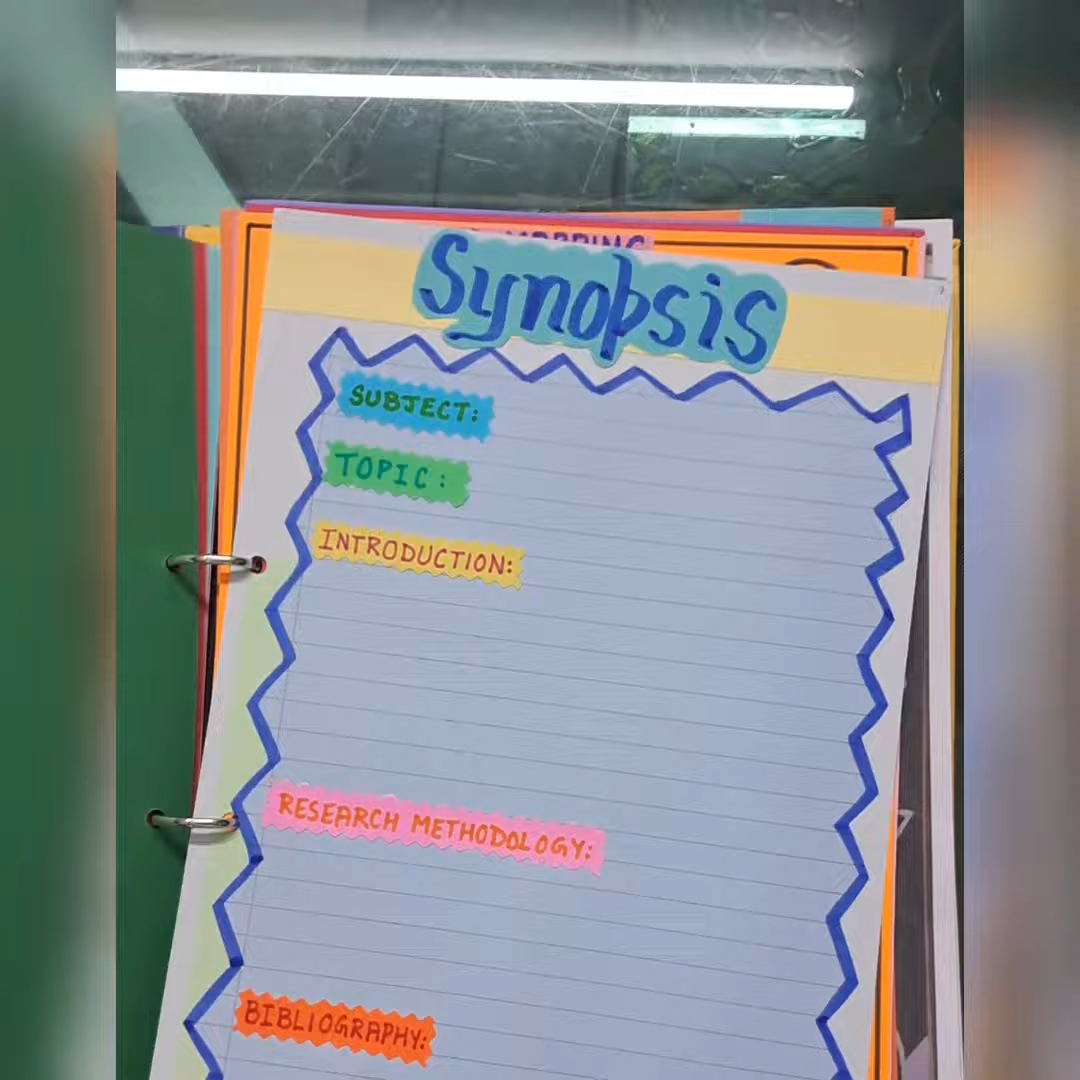 Synopsis
SUBJECT:
TOPIC:
INTRODUCTION:
RESEARCH METHODOLOGY:
BIBLIOGRAPHY: